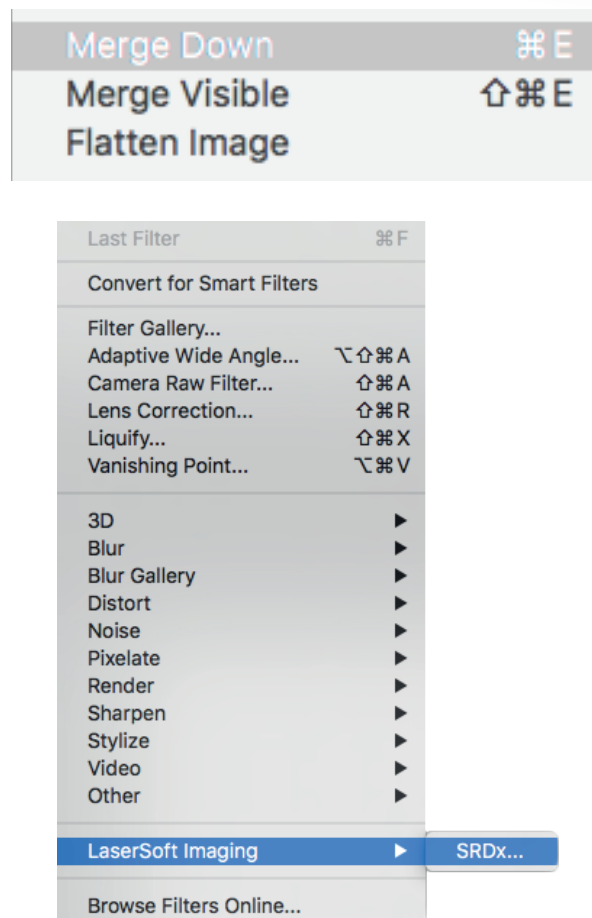 Merge Down ⌘E
Merge Visible ⇧⌘E
Flatten Image
Last Filter ⌘F
Convert for Smart Filters
Filter Gallery...
Adaptive Wide Angle... ⌥⇧⌘A
Camera Raw Filter... ⇧⌘A
Lens Correction... ⇧⌘R
Liquify... ⇧⌘X
Vanishing Point... ⌥⌘V
3D ▶
Blur ▶
Blur Gallery ▶
Distort ▶
Noise ▶
Pixelate ▶
Render ▶
Sharpen ▶
Stylize ▶
Video ▶
Other ▶
LaserSoft Imaging ▶ SRDx...
Browse Filters Online...